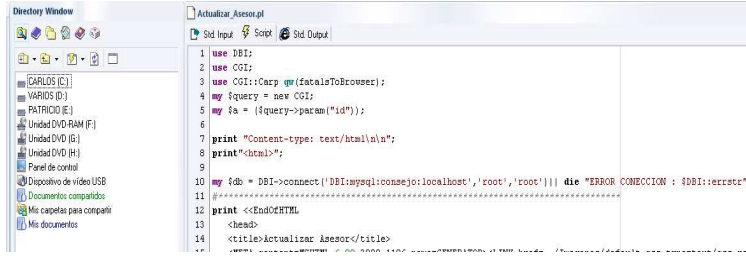 Directory Window
CARLOS (C:)
VARIOS (D:)
PATRICIO (E:)
Unidad DVD-RAM (F:)
Unidad DVD (G:)
Unidad DVD (H:)
Panel de control
Dispositivo de vídeo USB
Documentos compartidos
Mis carpetas para compartir
Mis documentos
Actualizar_Asesor.pl
Std. Input Script Std. Output
1 use DBI;
2 use CGI;
3 use CGI::Carp qw(fatalsToBrowser);
4 my $query = new CGI;
5 my $a = ($query->param("id"));
6
7 print "Content-type: text/html\n\n";
8 print"<html>";
9
10 my $db = DBI->connect('DBI:mysql:consejo:localhost','root','root')|| die "ERROR CONECCION : $DBI::errstr"
11
12 print <<EndOfHTML
13 <head>
14 <title>Actualizar Asesor</title>